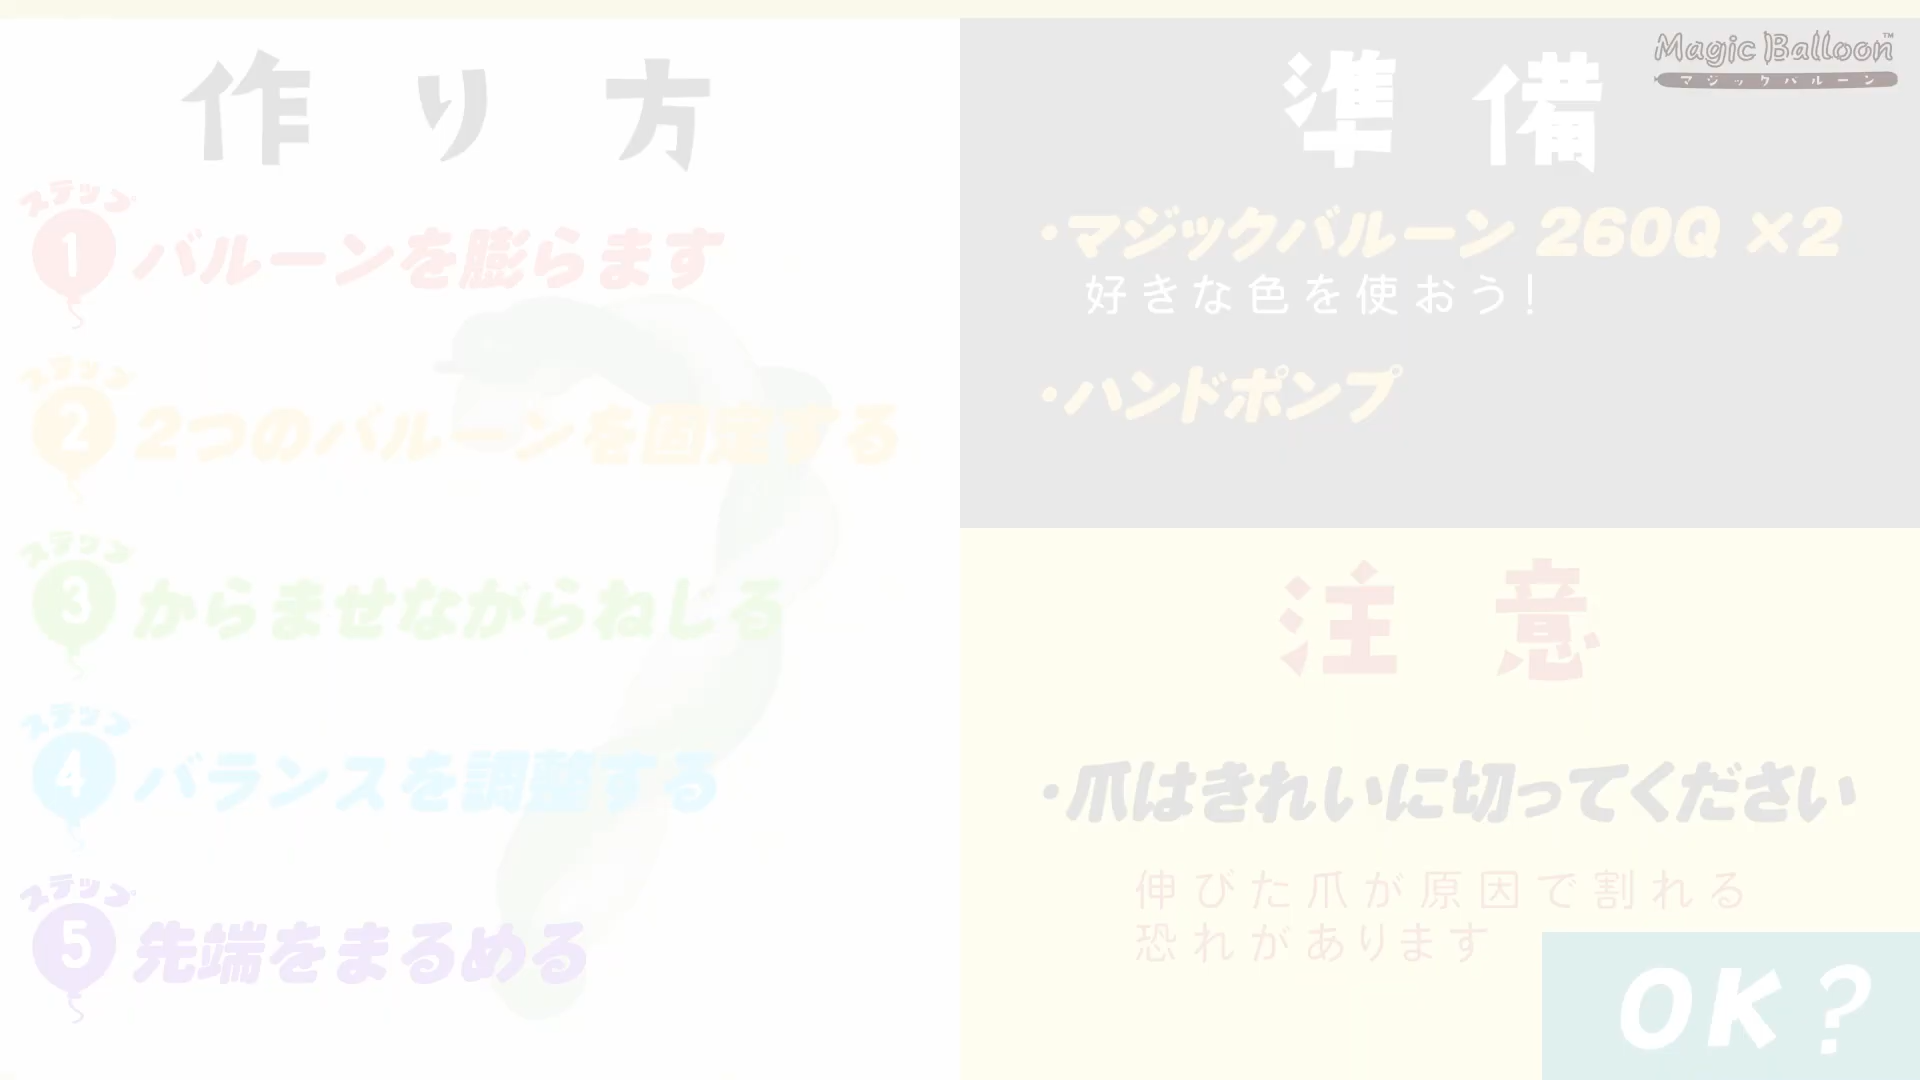 作り方
ステップ
1 バルーンを膨らます
ステップ
2 2つのバルーンを固定する
ステップ
3 からませながらねじる
ステップ
4 バランスを調整する
ステップ
5 先端をまるめる
Magic Balloon™
マジックバルーン
準備
・マジックバルーン 260Q ×2
好きな色を使おう!
・ハンドポンプ
注意
・爪はきれいに切ってください
伸びた爪が原因で割れる
恐れがあります
OK?